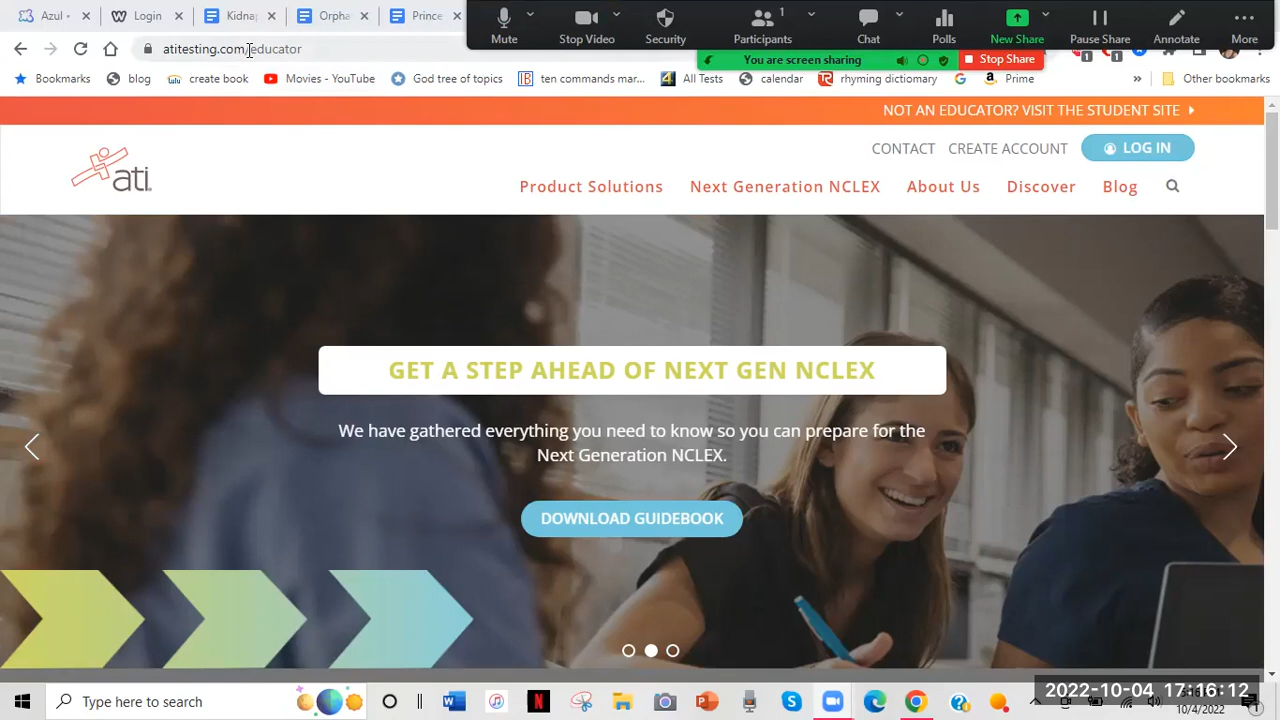 Azul
Login
Kidnap
Orpha
Prince
Mute
Stop Video
Security
Participants
1
Chat
Polls
New Share
Pause Share
Annotate
More
You are screen sharing
Stop Share
atitesting.com/educator
1
1
Bookmarks
blog
create book
Movies - YouTube
God tree of topics
ten commands mar...
All Tests
calendar
rhyming dictionary
Prime
»
Other bookmarks
NOT AN EDUCATOR? VISIT THE STUDENT SITE
CONTACT
CREATE ACCOUNT
LOG IN
ati
Product Solutions
Next Generation NCLEX
About Us
Discover
Blog
GET A STEP AHEAD OF NEXT GEN NCLEX
We have gathered everything you need to know so you can prepare for the
Next Generation NCLEX.
DOWNLOAD GUIDEBOOK
Type here to search
2022-10-04 17:16:12
10/4/2022